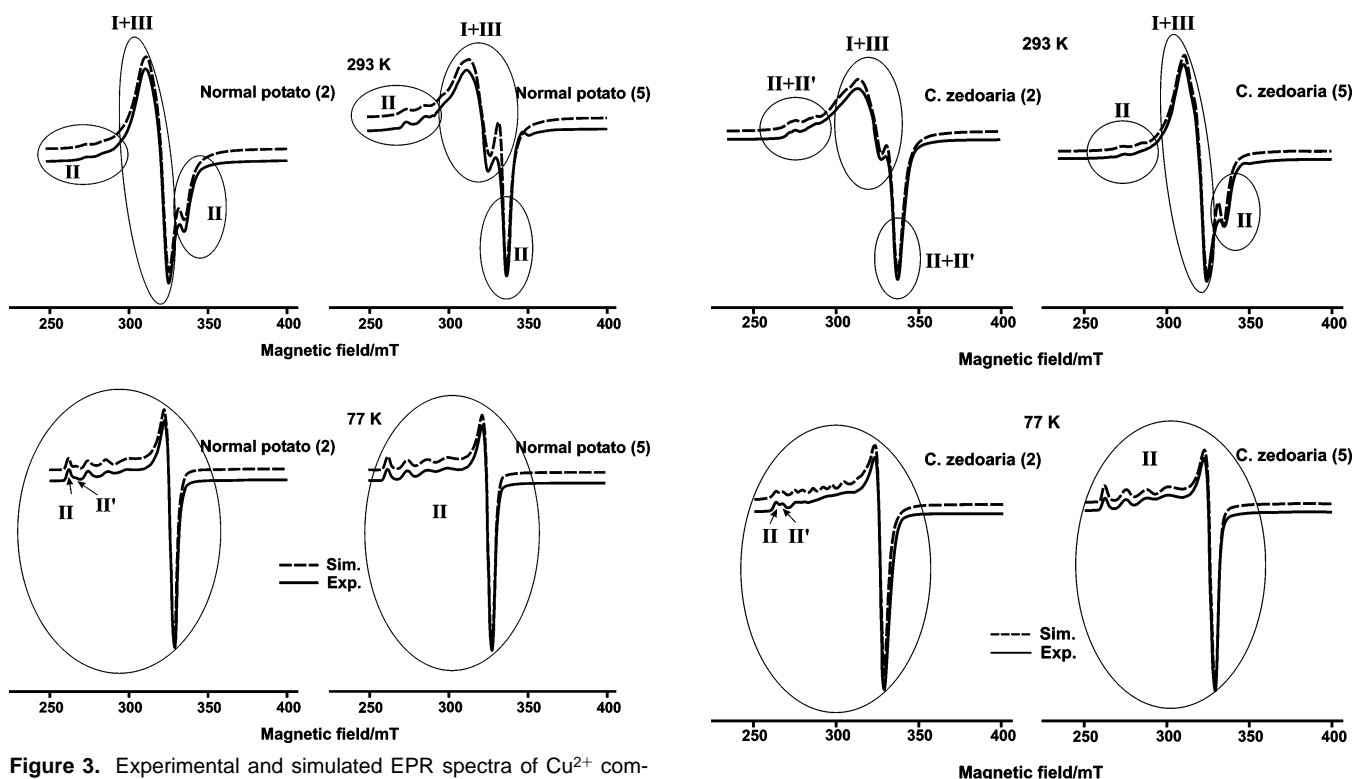 I+III
I+III
293 K
Normal potato (2)
Normal potato (5)
II
II
II
II
250 300 350 400 250 300 350 400
Magnetic field/mT
77 K
Normal potato (2)
Normal potato (5)
II
II'
II
Sim.
Exp.
250 300 350 400 250 300 350 400
Magnetic field/mT
Figure 3. Experimental and simulated EPR spectra of Cu²⁺ com-
I+III
I+III
293 K
II+II'
C. zedoaria (2)
II
C. zedoaria (5)
II
II+II'
250 300 350 400 250 300 350 400
Magnetic field/mT
77 K
C. zedoaria (2)
II
C. zedoaria (5)
II
II'
Sim.
Exp.
250 300 350 400 250 300 350 400
Magnetic field/mT